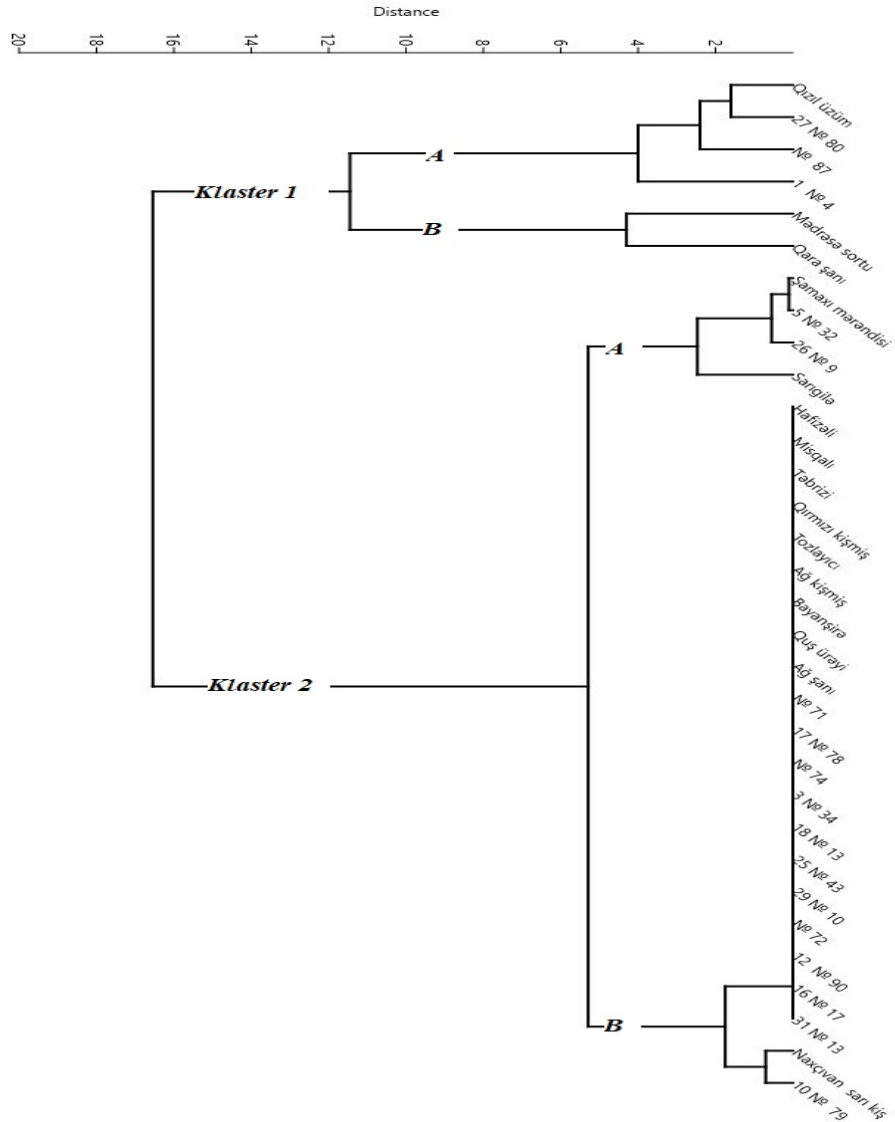 Distance
20 18 16 14 12 10 8 6 4 2
Qızıl üzüm
27 № 80
№ 87
A
1 № 4
Klaster 1
Mədrəsə sortu
B
Qara şanı
Şamaxı mərəndisi
5 № 32
26 № 9
A
Sarıgilə
Hafizəli
Misqalı
Təbrizi
Qırmızı kişmiş
Tozlayıcı
Ağ kişmiş
Bayanşirə
Quş ürəyi
Ağ şanı
Klaster 2
№ 71
17 № 78
№ 74
3 № 34
18 № 13
25 № 43
29 № 10
№ 72
12 № 90
16 № 17
31 № 13
B
Naxçıvan sarı kiş
10 № 79